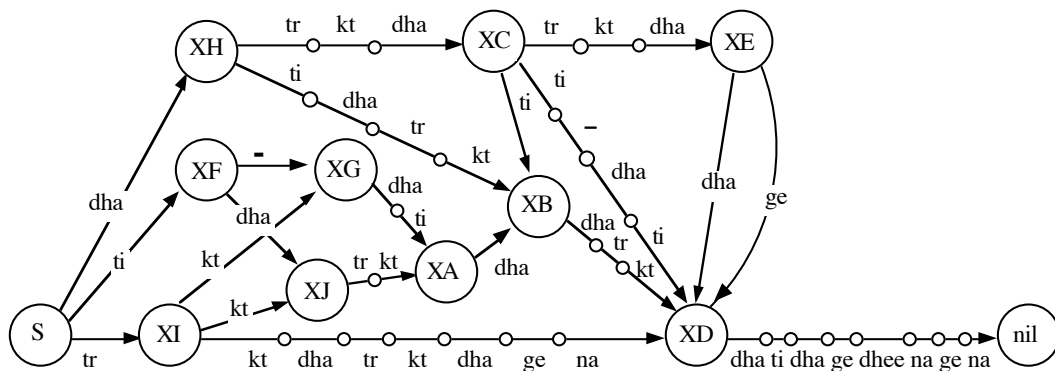 XH tr kt dha XC tr kt dha XE
ti dha tr kt
ti ti – dha ti
dha ge
XF - XG
dha dha ti
XB
dha tr kt
dha ti tr
kt kt
XJ tr kt XA dha
S XI XD nil
kt dha tr kt dha ge na
dha ti dha ge dhee na ge na